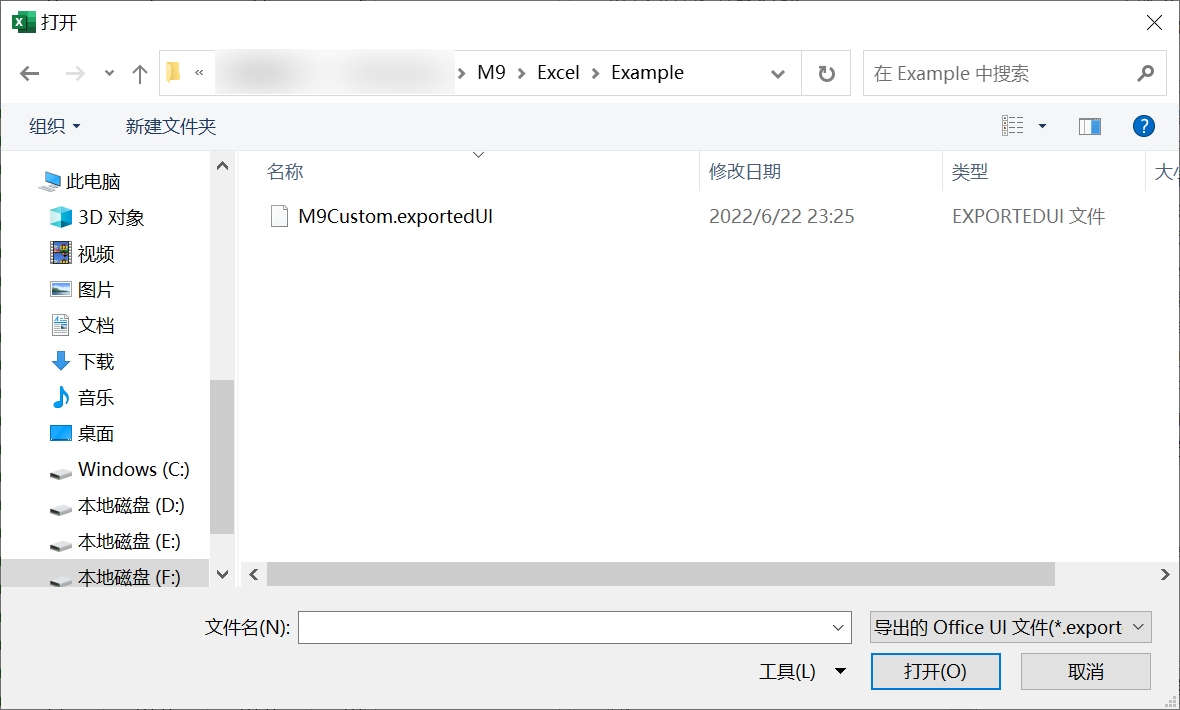 打开
« M9 Excel Example 在 Example 中搜索
组织 新建文件夹
名称 修改日期 类型 大小
M9Custom.exportedUI 2022/6/22 23:25 EXPORTEDUI 文件
此电脑
3D 对象
视频
图片
文档
下载
音乐
桌面
Windows (C:)
本地磁盘 (D:)
本地磁盘 (E:)
本地磁盘 (F:)
文件名(N): 导出的 Office UI 文件(*.export
工具(L) 打开(O) 取消